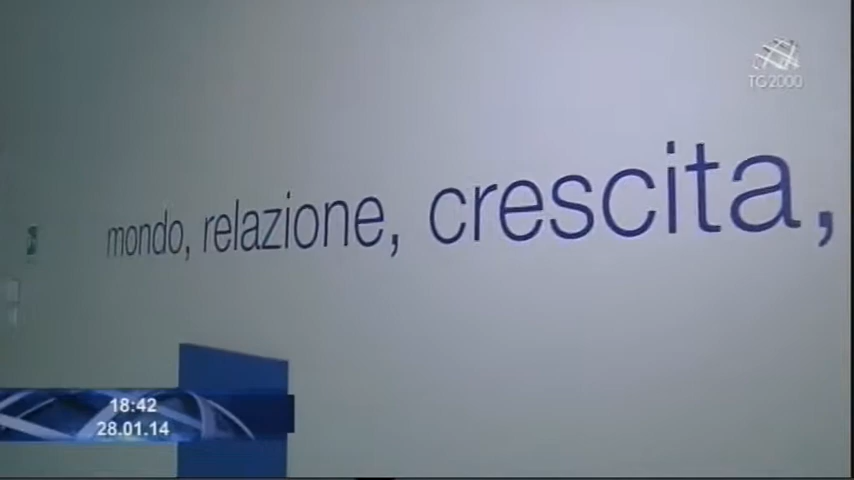 TG2000
mondo, relazione, crescita,
18:42
28.01.14